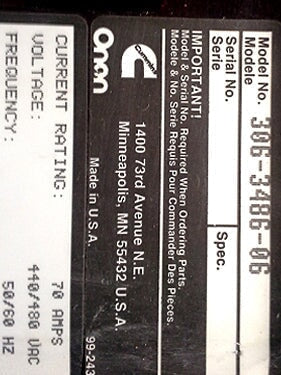 Model No. 306-3486-06
Modele
Serial No.
Serie
Spec.
IMPORTANT!
Model & Serial No. Required When Ordering Parts.
Modele & No. Serie Requis Pour Commander Des Pieces.
Cummins
1400 73rd Avenue N.E.
Minneapolis, MN 55432 U.S.A.
Onan
Made in U.S.A.
99-243
CURRENT RATING: 70 AMPS
VOLTAGE: 440/480 VAC
FREQUENCY: 50/60 HZ